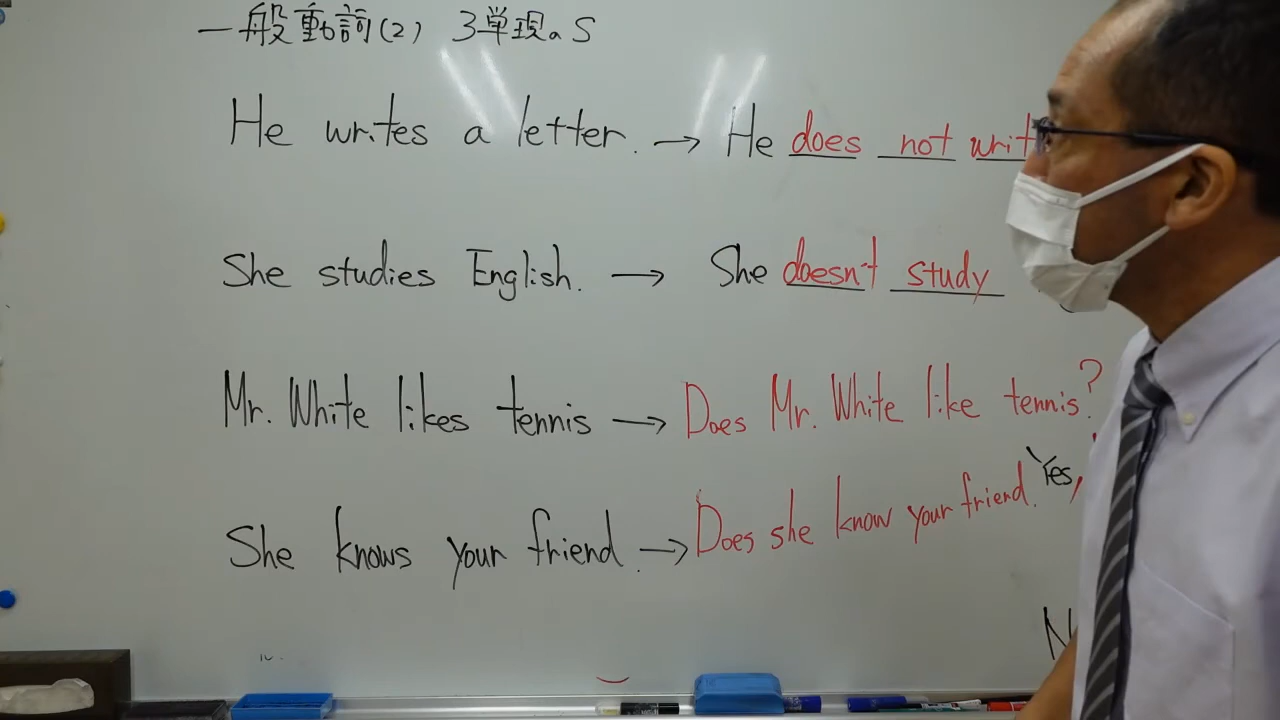 一般動詞(2) 3単現のS
He writes a letter. → He does not writ
She studies English. → She doesn't study
Mr. White likes tennis → Does Mr. White like tennis?
Yes,
She knows your friend. → Does she know your friend.
N